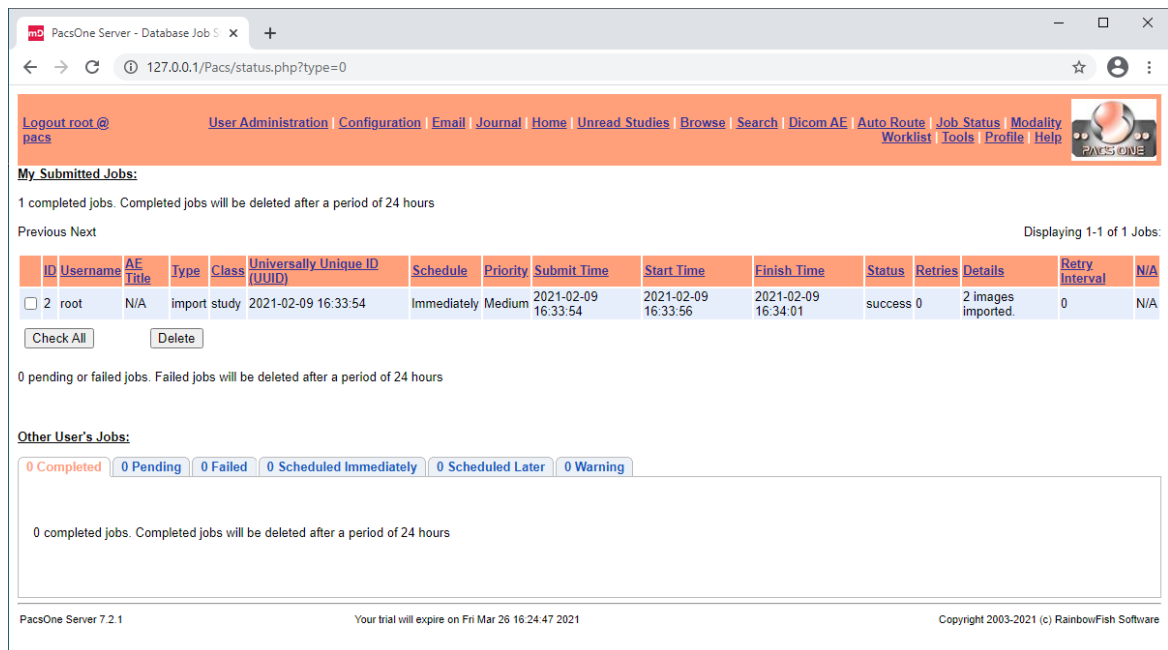 mD PacsOne Server - Database Job S
127.0.0.1/Pacs/status.php?type=0
Logout root @
pacs
User Administration | Configuration | Email | Journal | Home | Unread Studies | Browse | Search | Dicom AE | Auto Route | Job Status | Modality
Worklist | Tools | Profile | Help
PACS ONE
My Submitted Jobs:
1 completed jobs. Completed jobs will be deleted after a period of 24 hours
Previous Next Displaying 1-1 of 1 Jobs:
ID Username AE Title Type Class Universally Unique ID (UUID) Schedule Priority Submit Time Start Time Finish Time Status Retries Details Retry Interval N/A
2 root N/A import study 2021-02-09 16:33:54 Immediately Medium 2021-02-09 16:33:54 2021-02-09 16:33:56 2021-02-09 16:34:01 success 0 2 images imported. 0 N/A
Check All Delete
0 pending or failed jobs. Failed jobs will be deleted after a period of 24 hours
Other User's Jobs:
0 Completed 0 Pending 0 Failed 0 Scheduled Immediately 0 Scheduled Later 0 Warning
0 completed jobs. Completed jobs will be deleted after a period of 24 hours
PacsOne Server 7.2.1 Your trial will expire on Fri Mar 26 16:24:47 2021 Copyright 2003-2021 (c) RainbowFish Software